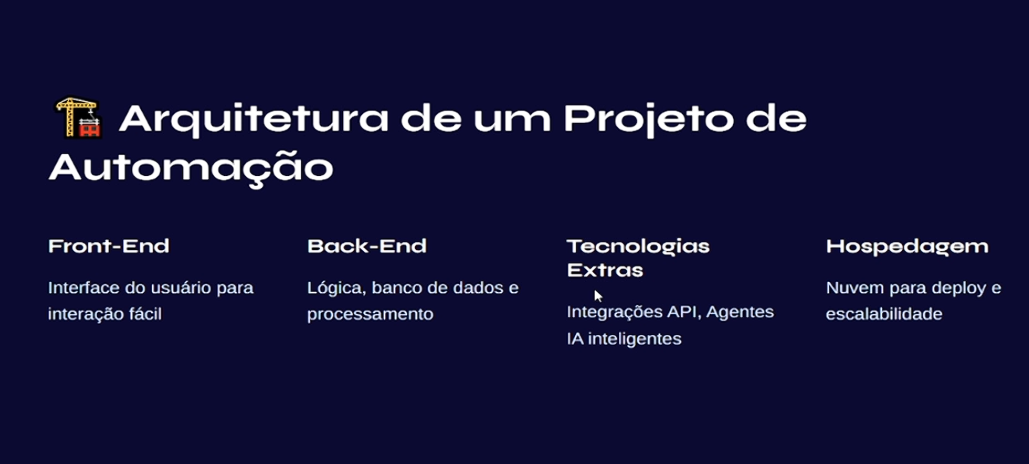 Arquitetura de um Projeto de
Automação
Front-End
Interface do usuário para
interação fácil
Back-End
Lógica, banco de dados e
processamento
Tecnologias
Extras
Integrações API, Agentes
IA inteligentes
Hospedagem
Nuvem para deploy e
escalabilidade